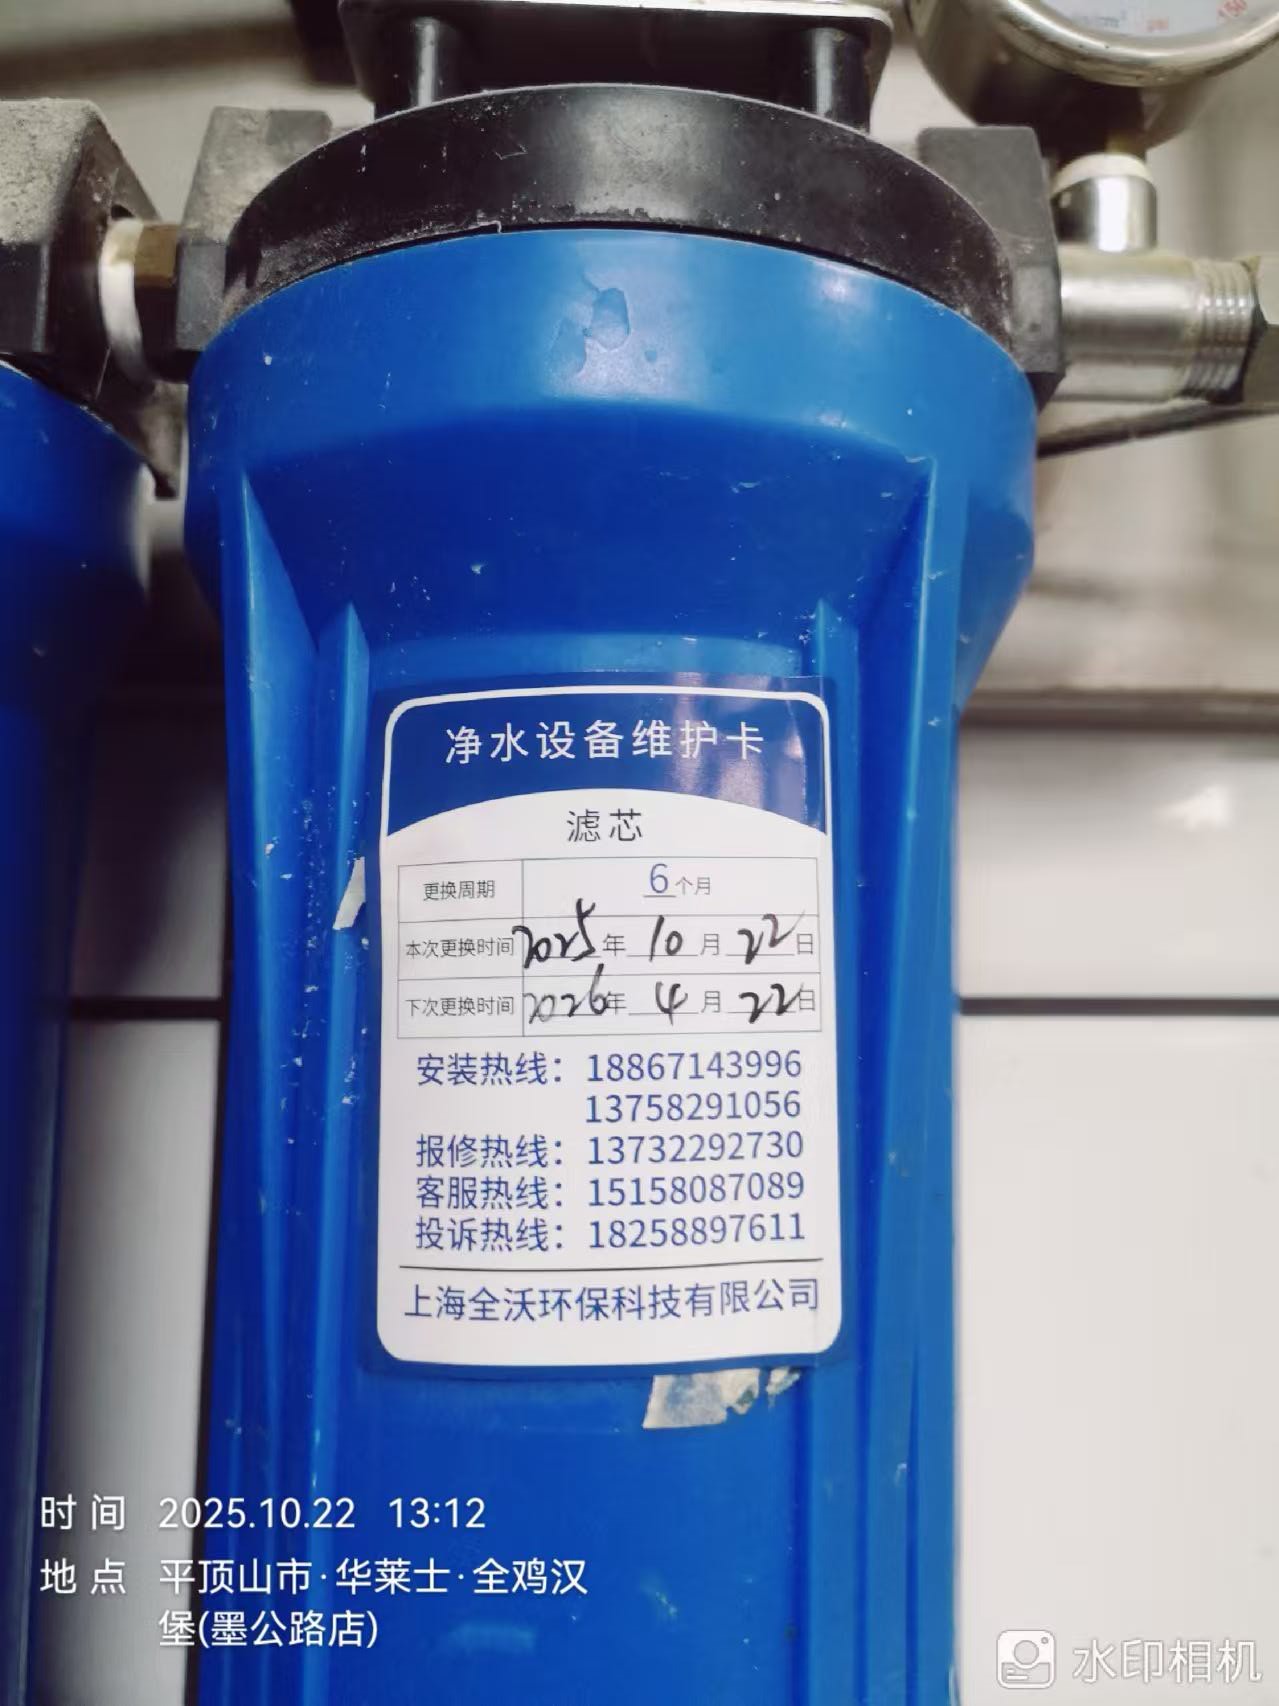 150
psi
净水设备维护卡
滤芯
更换周期 6个月
本次更换时间 2025年 10月 22日
下次更换时间 2026年 4月 22日
安装热线：18867143996
13758291056
报修热线：13732292730
客服热线：15158087089
投诉热线：18258897611
上海全沃环保科技有限公司
时间 2025.10.22 13:12
地点 平顶山市·华莱士·全鸡汉
堡(墨公路店)
水印相机